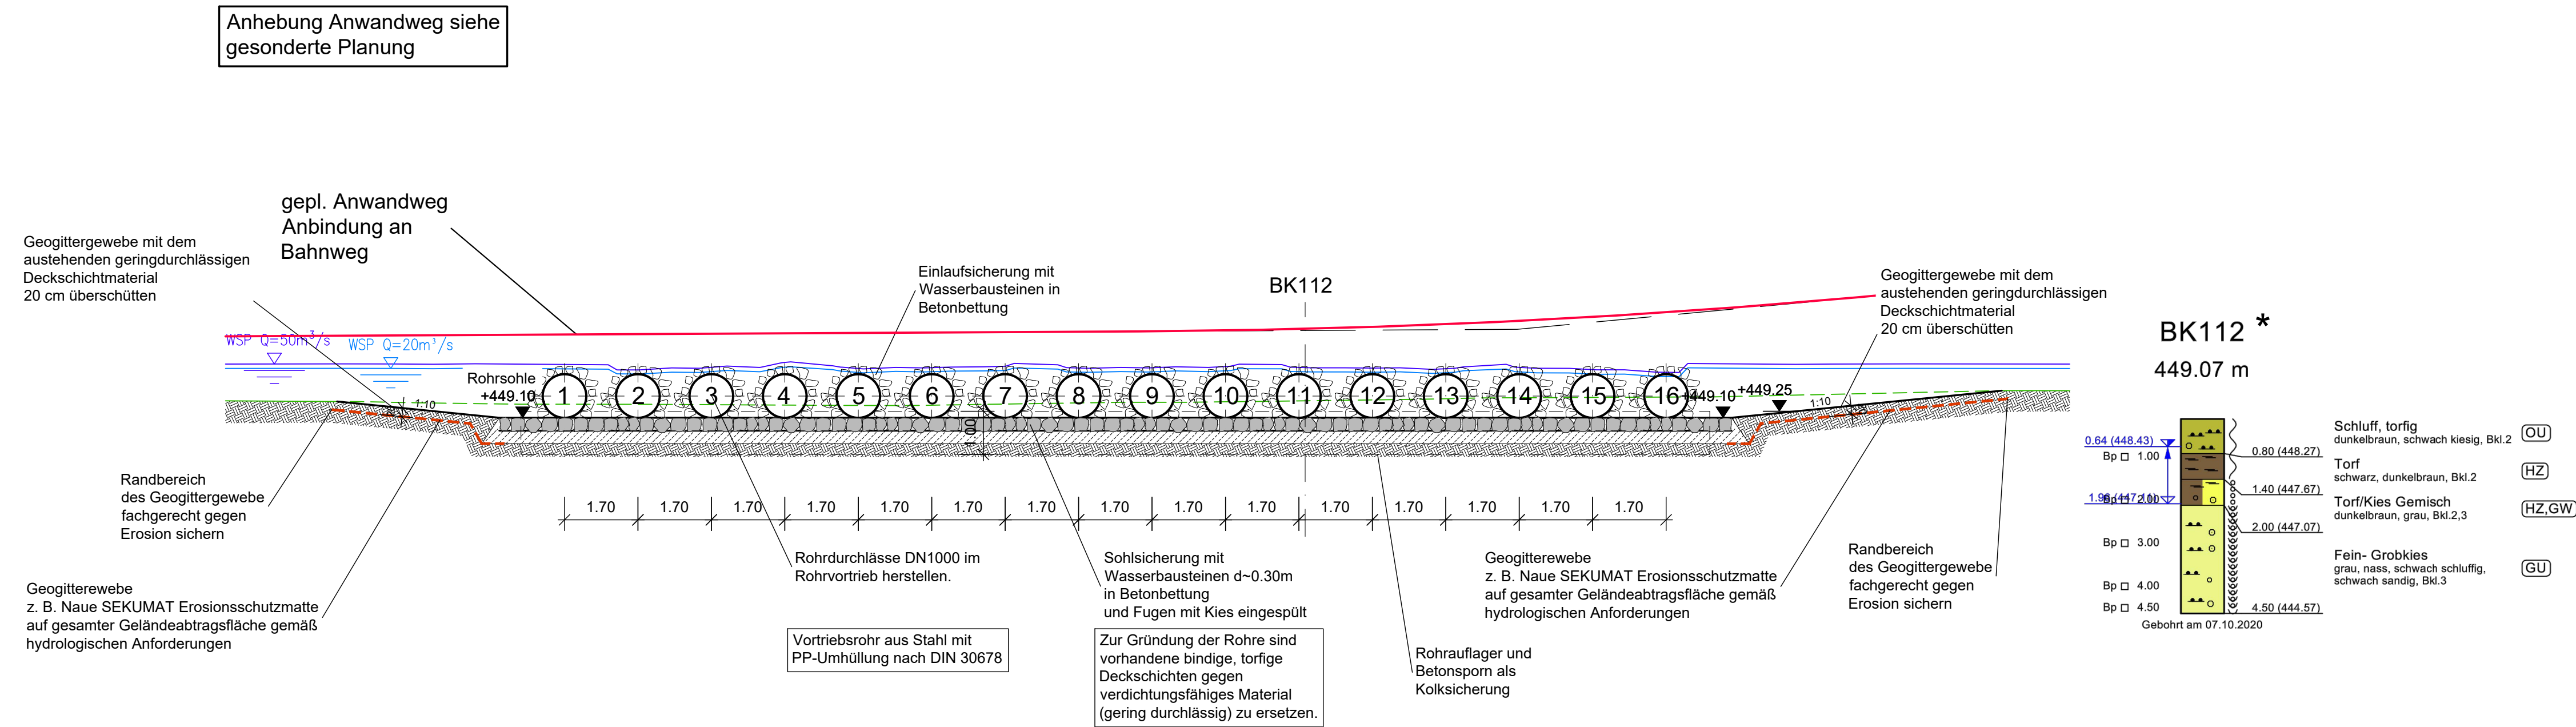 Anhebung Anwandweg siehe
gesonderte Planung
gepl. Anwandweg
Anbindung an
Bahnweg
Geogittergewebe mit dem
austehenden geringdurchlässigen
Deckschichtmaterial
20 cm überschütten
Einlaufsicherung mit
Wasserbausteinen in
Betonbettung
BK112
Geogittergewebe mit dem
austehenden geringdurchlässigen
Deckschichtmaterial
20 cm überschütten
WSP Q=50m³/s
WSP Q=20m³/s
Rohrsohle
+449.10
1:10
1 2 3 4 5 6 7 8 9 10 11 12 13 14 15 16
+449.10
+449.25
1:10
1.00
1.70 1.70 1.70 1.70 1.70 1.70 1.70 1.70 1.70 1.70 1.70 1.70 1.70 1.70 1.70
Randbereich
des Geogittergewebe
fachgerecht gegen
Erosion sichern
Geogitterewebe
z. B. Naue SEKUMAT Erosionsschutzmatte
auf gesamter Geländeabtragsfläche gemäß
hydrologischen Anforderungen
Rohrdurchlässe DN1000 im
Rohrvortrieb herstellen.
Vortriebsrohr aus Stahl mit
PP-Umhüllung nach DIN 30678
Sohlsicherung mit
Wasserbausteinen d~0.30m
in Betonbettung
und Fugen mit Kies eingespült
Zur Gründung der Rohre sind
vorhandene bindige, torfige
Deckschichten gegen
verdichtungsfähiges Material
(gering durchlässig) zu ersetzen.
Rohrauflager und
Betonsporn als
Kolksicherung
Geogitterewebe
z. B. Naue SEKUMAT Erosionsschutzmatte
auf gesamter Geländeabtragsfläche gemäß
hydrologischen Anforderungen
Randbereich
des Geogittergewebe
fachgerecht gegen
Erosion sichern
BK112 *
449.07 m
0.64 (448.43)
Bp 1.00
1.96 (447.11)
Bp 2.00
Bp 3.00
Bp 4.00
Bp 4.50
0.80 (448.27)
1.40 (447.67)
2.00 (447.07)
4.50 (444.57)
Schluff, torfig
dunkelbraun, schwach kiesig, Bkl.2
OU
Torf
schwarz, dunkelbraun, Bkl.2
HZ
Torf/Kies Gemisch
dunkelbraun, grau, Bkl.2,3
HZ,GW
Fein- Grobkies
grau, nass, schwach schluffig,
schwach sandig, Bkl.3
GU
Gebohrt am 07.10.2020